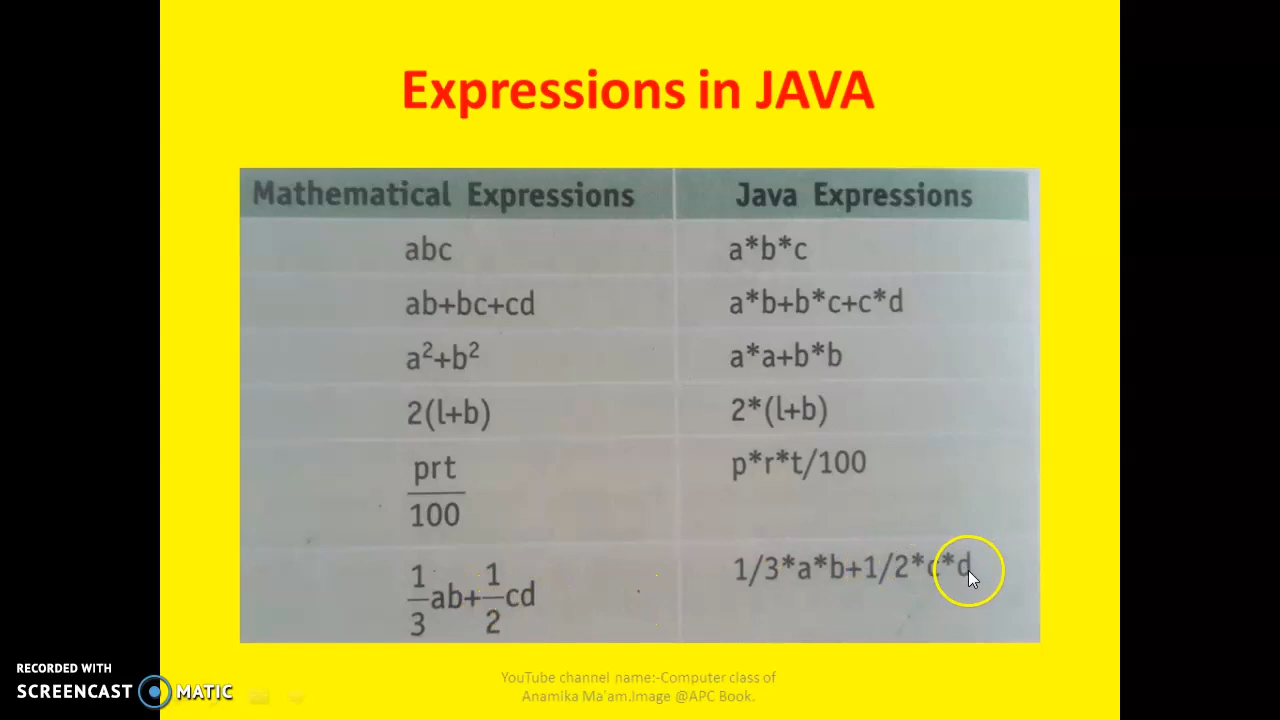 Expressions in JAVA
Mathematical Expressions Java Expressions
abc a*b*c
ab+bc+cd a*b+b*c+c*d
a²+b² a*a+b*b
2(l+b) 2*(l+b)
prt/100 p*r*t/100
1/3ab+1/2cd 1/3*a*b+1/2*c*d
YouTube channel name:-Computer class of
Anamika Ma'am.Image @APC Book.
RECORDED WITH
SCREENCAST MATIC